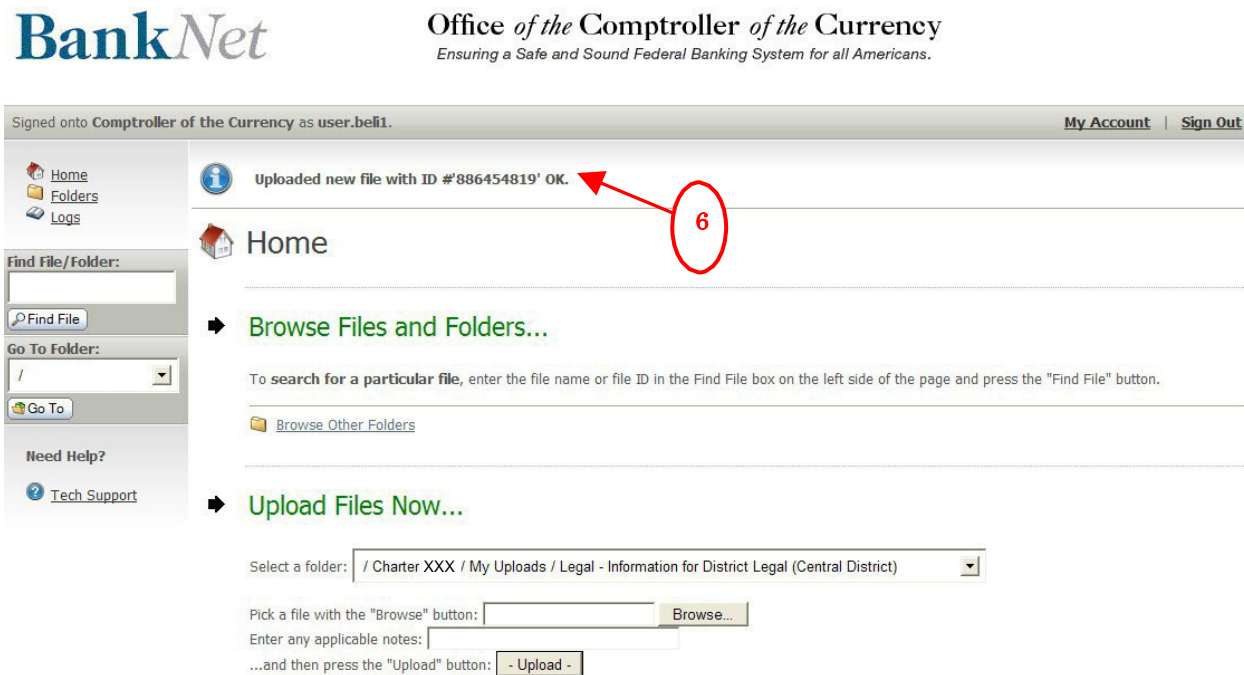 BankNet
Office of the Comptroller of the Currency
Ensuring a Safe and Sound Federal Banking System for all Americans.
Signed onto Comptroller of the Currency as user.beli1.
My Account | Sign Out
Home
Folders
Logs
Find File/Folder:
Find File
Go To Folder:
/
Go To
Need Help?
Tech Support
Uploaded new file with ID #'886454819' OK.
6
Home
Browse Files and Folders...
To search for a particular file, enter the file name or file ID in the Find File box on the left side of the page and press the "Find File" button.
Browse Other Folders
Upload Files Now...
Select a folder: / Charter XXX / My Uploads / Legal - Information for District Legal (Central District)
Pick a file with the "Browse" button: Browse...
Enter any applicable notes:
...and then press the "Upload" button: - Upload -